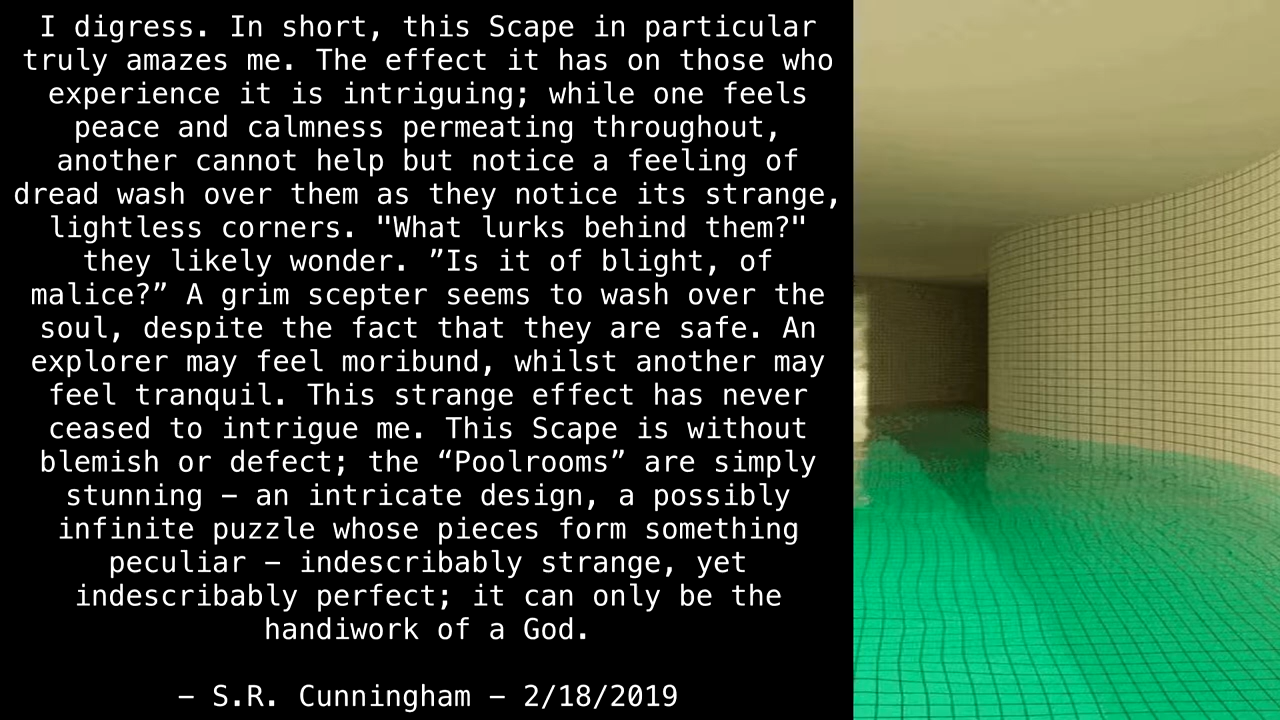 I digress. In short, this Scape in particular
truly amazes me. The effect it has on those who
experience it is intriguing; while one feels
peace and calmness permeating throughout,
another cannot help but notice a feeling of
dread wash over them as they notice its strange,
lightless corners. "What lurks behind them?"
they likely wonder. ”Is it of blight, of
malice?” A grim scepter seems to wash over the
soul, despite the fact that they are safe. An
explorer may feel moribund, whilst another may
feel tranquil. This strange effect has never
ceased to intrigue me. This Scape is without
blemish or defect; the “Poolrooms” are simply
stunning – an intricate design, a possibly
infinite puzzle whose pieces form something
peculiar – indescribably strange, yet
indescribably perfect; it can only be the
handiwork of a God.
– S.R. Cunningham – 2/18/2019